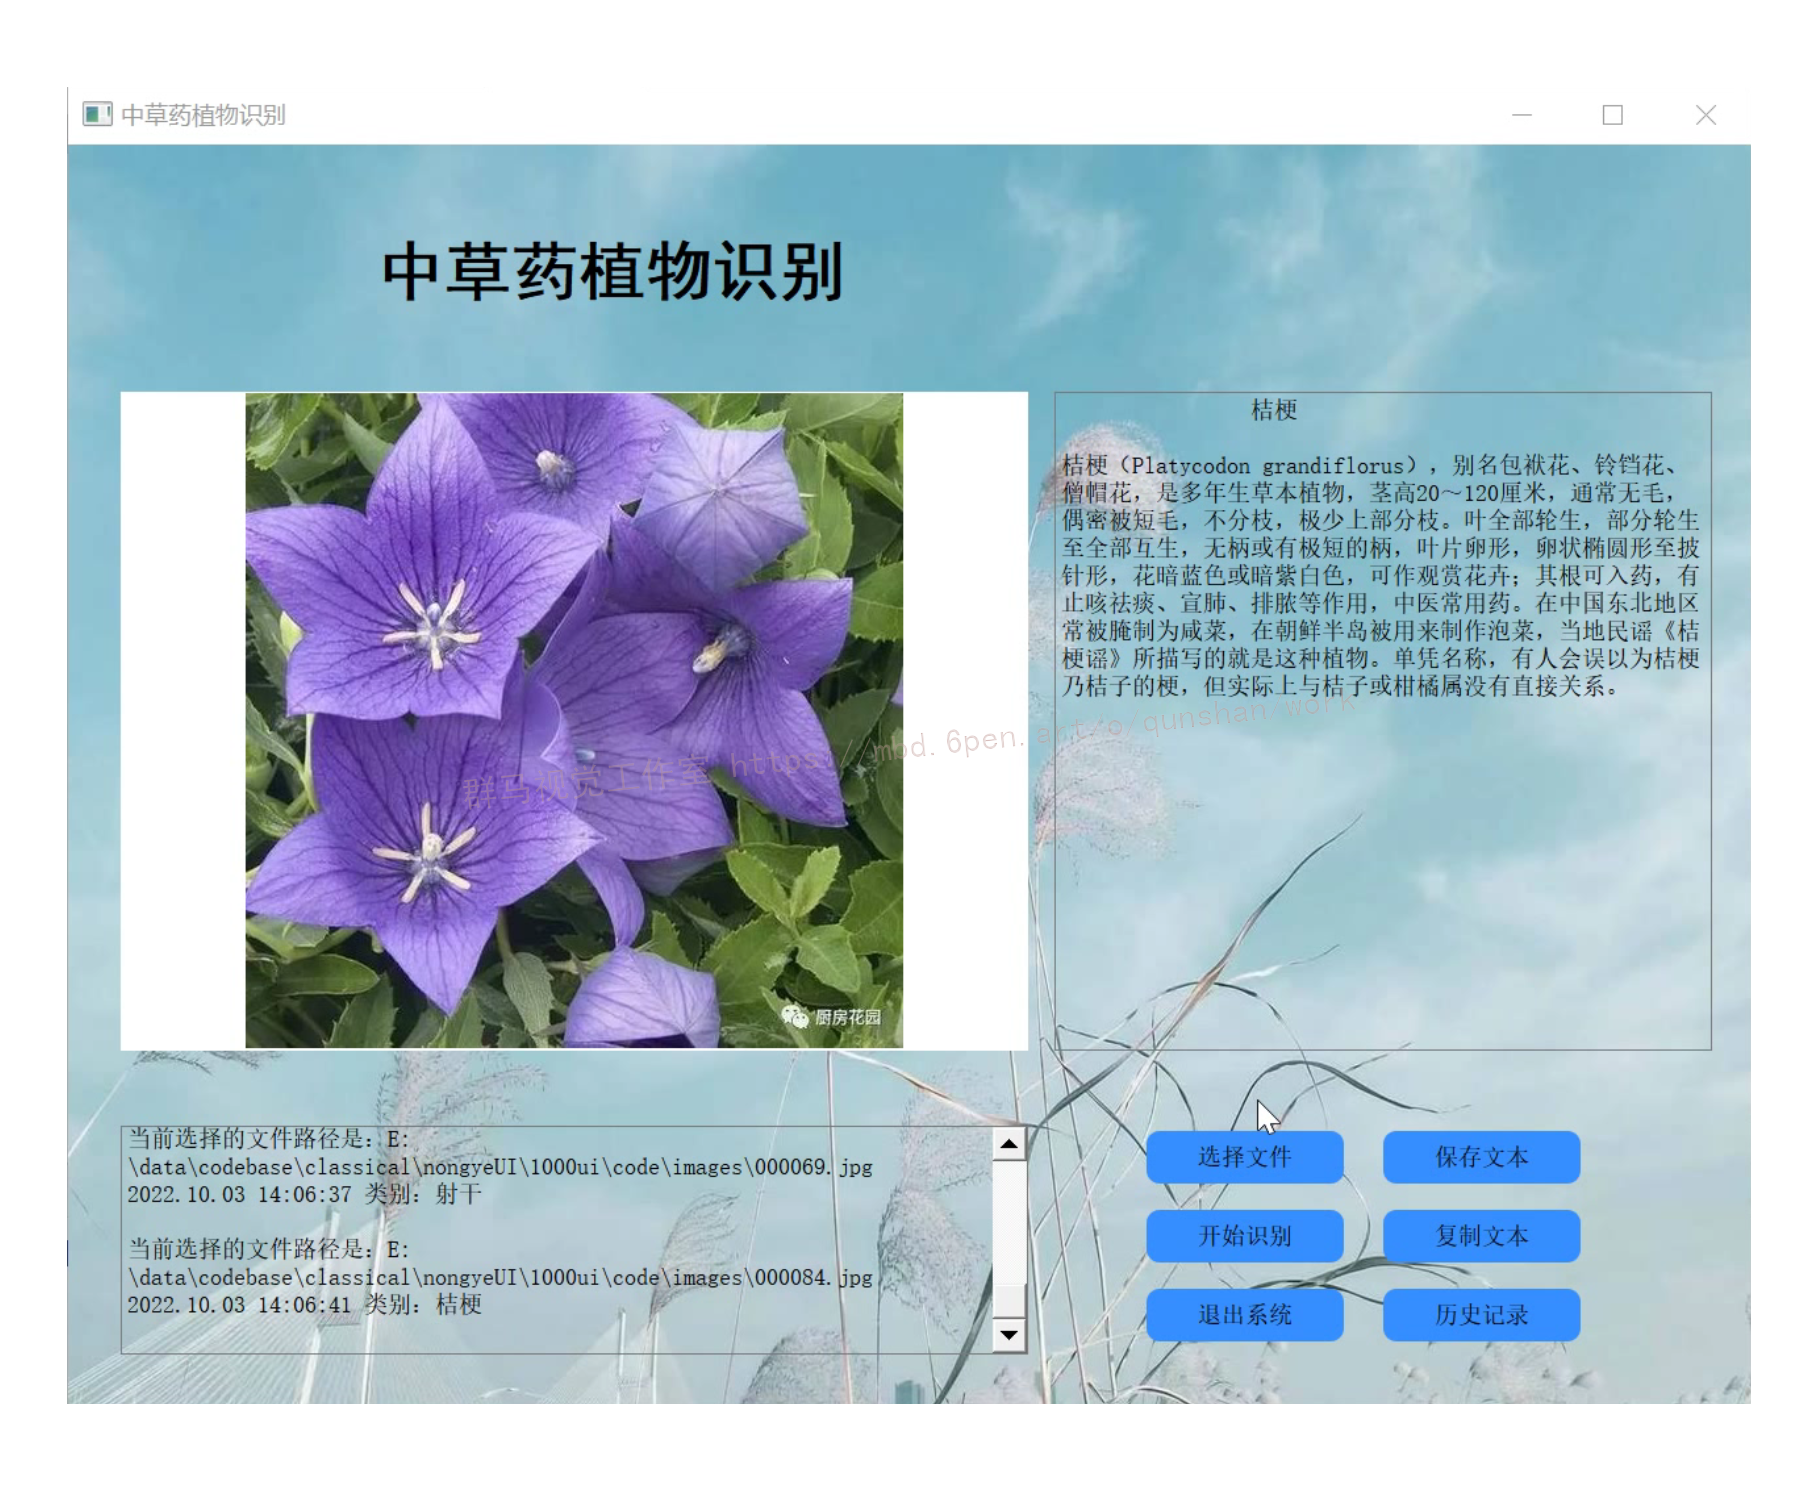 中草药植物识别
中草药植物识别
桔梗
桔梗（Platycodon grandiflorus），别名包袱花、铃铛花、
僧帽花，是多年生草本植物，茎高20～120厘米，通常无毛，
偶密被短毛，不分枝，极少上部分枝。叶全部轮生，部分轮生
至全部互生，无柄或有极短的柄，叶片卵形，卵状椭圆形至披
针形，花暗蓝色或暗紫白色，可作观赏花卉；其根可入药，有
止咳祛痰、宣肺、排脓等作用，中医常用药。在中国东北地区
常被腌制为咸菜，在朝鲜半岛被用来制作泡菜，当地民谣《桔
梗谣》所描写的就是这种植物。单凭名称，有人会误以为桔梗
乃桔子的梗，但实际上与桔子或柑橘属没有直接关系。
群马视觉工作室 https://mbd.6pen.art/o/qunshan.work
厨房花园
当前选择的文件路径是：E:
\data\codebase\classical\nongyeUI\1000ui\code\images\000069.jpg
2022.10.03 14:06:37 类别：射干
当前选择的文件路径是：E:
\data\codebase\classical\nongyeUI\1000ui\code\images\000084.jpg
2022.10.03 14:06:41 类别：桔梗
选择文件
保存文本
开始识别
复制文本
退出系统
历史记录